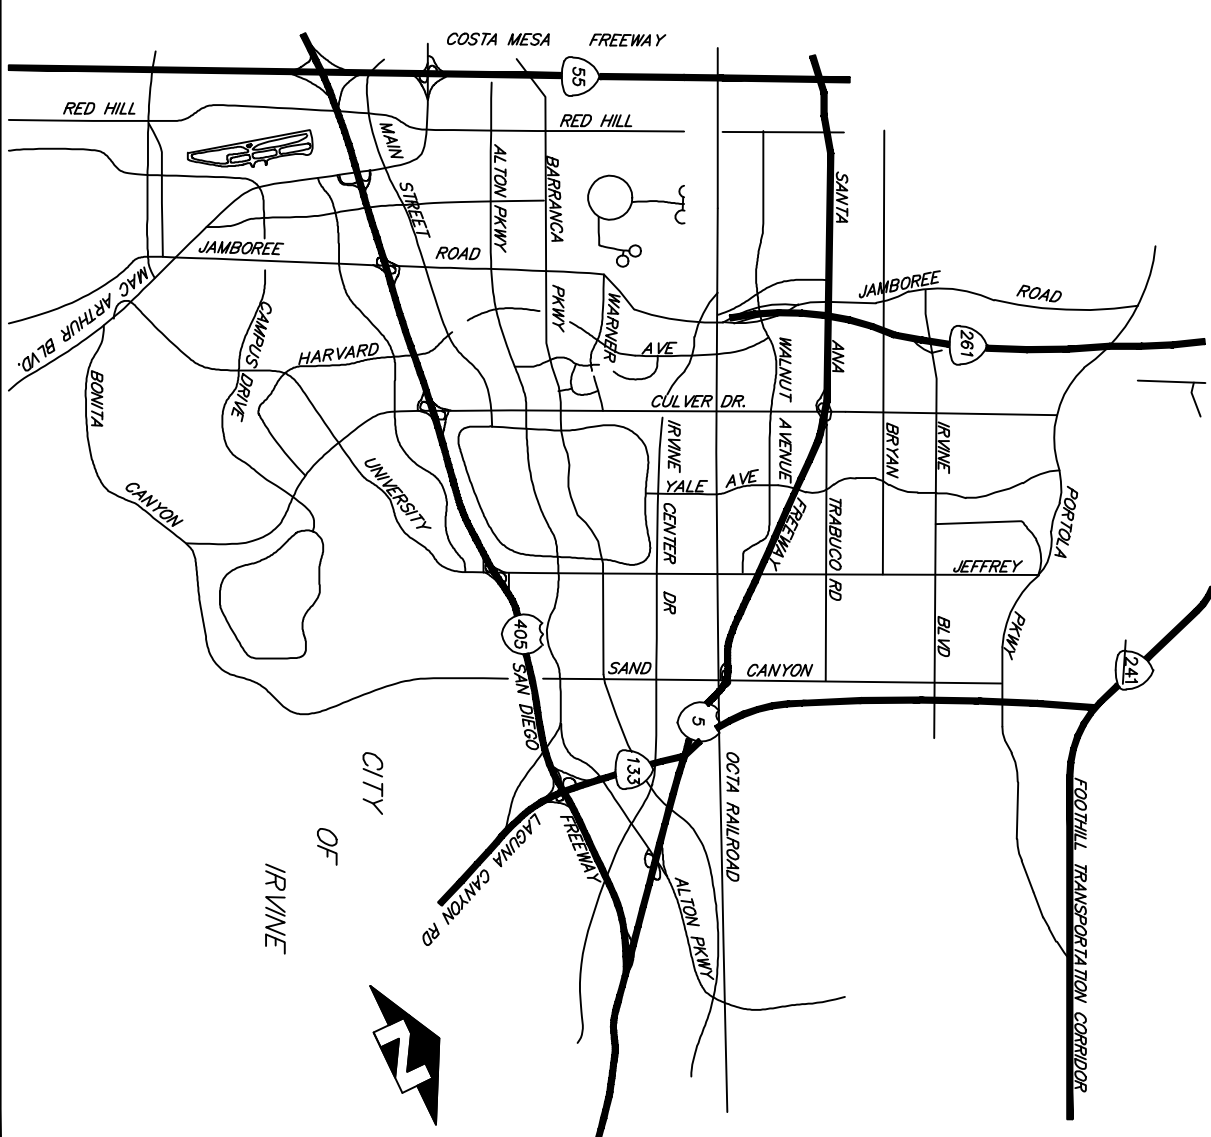 COSTA MESA FREEWAY
55
RED HILL
RED HILL
MAIN STREET
ALTON PKWY
BARRANCA PKWY
SANTA ANA FREEWAY
JAMBOREE ROAD
JAMBOREE ROAD
MAC ARTHUR BLVD.
WARNER AVE
261
HARVARD
CAMPUS DRIVE
WALNUT AVENUE
BONITA CANYON
CULVER DR.
IRVINE CENTER DR
BRYAN
IRVINE BLVD
YALE AVE
UNIVERSITY
TRABUCO RD
PORTOLA PKWY
JEFFREY
405
SAN DIEGO FREEWAY
SAND CANYON
241
5
133
OCTA RAILROAD
LAGUNA CANYON RD
ALTON PKWY
FOOTHILL TRANSPORTATION CORRIDOR
CITY
OF
IRVINE
N